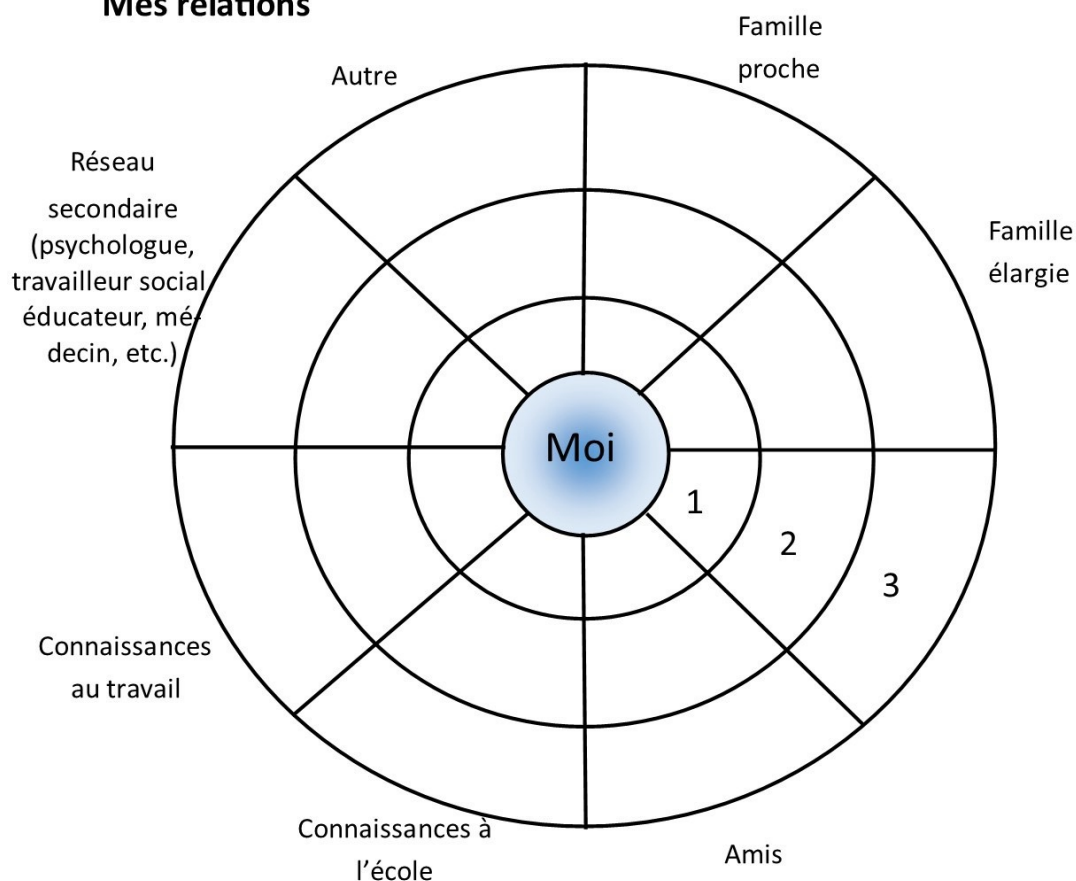 Mes relations
Famille
proche
Autre
Réseau
secondaire
(psychologue,
travailleur social
éducateur, mé-
decin, etc.)
Famille
élargie
Moi
1
2
3
Connaissances
au travail
Connaissances à
l'école
Amis